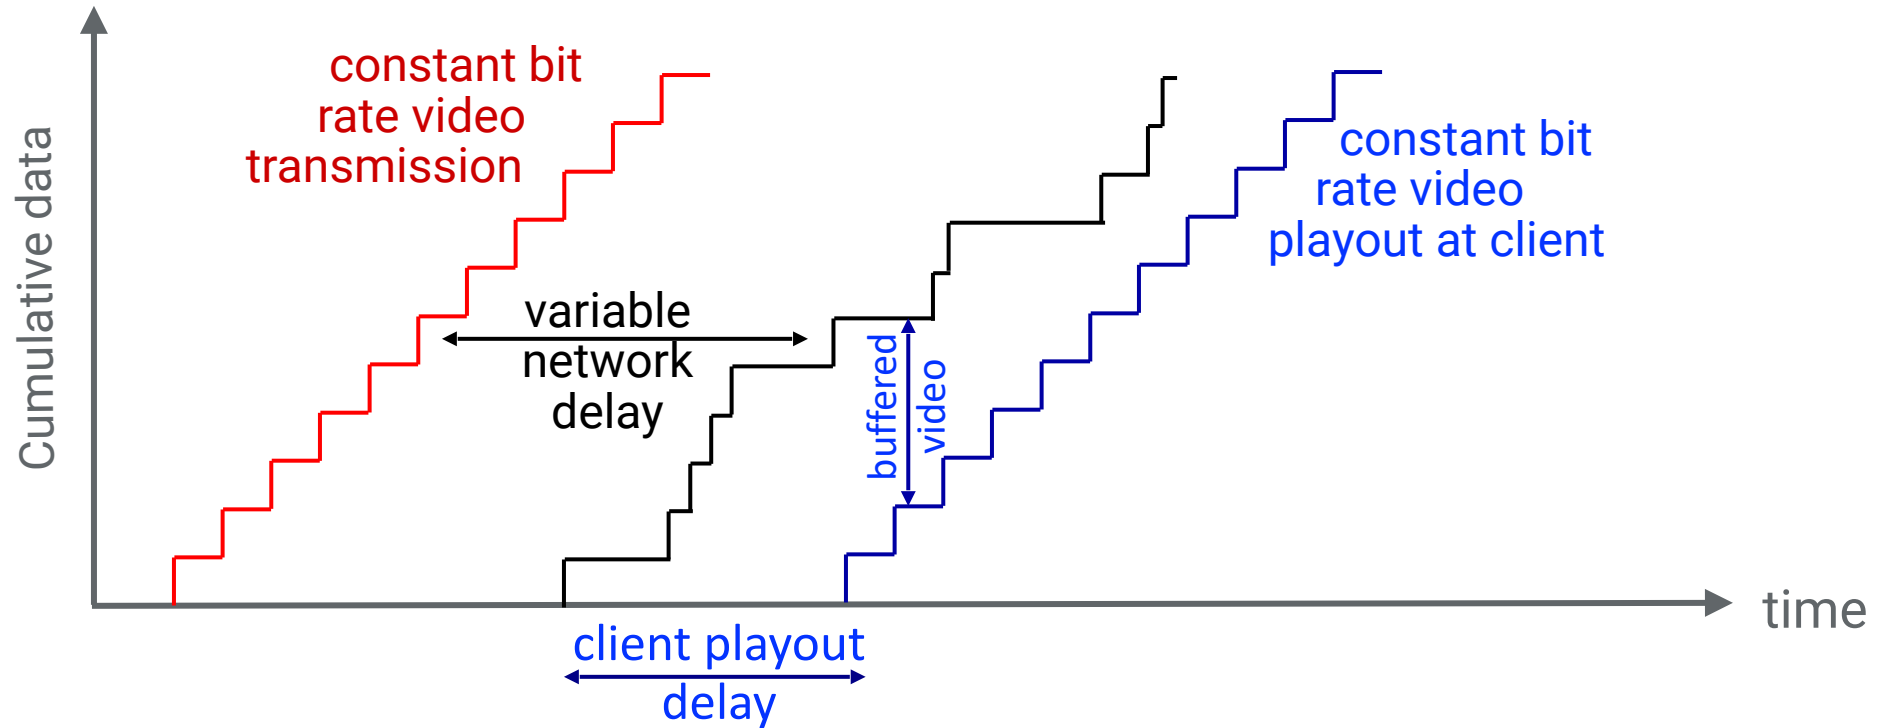 constant bit
rate video
transmission
Cumulative data
variable
network
delay
buffered
video
constant bit
rate video
playout at client
time
client playout
delay